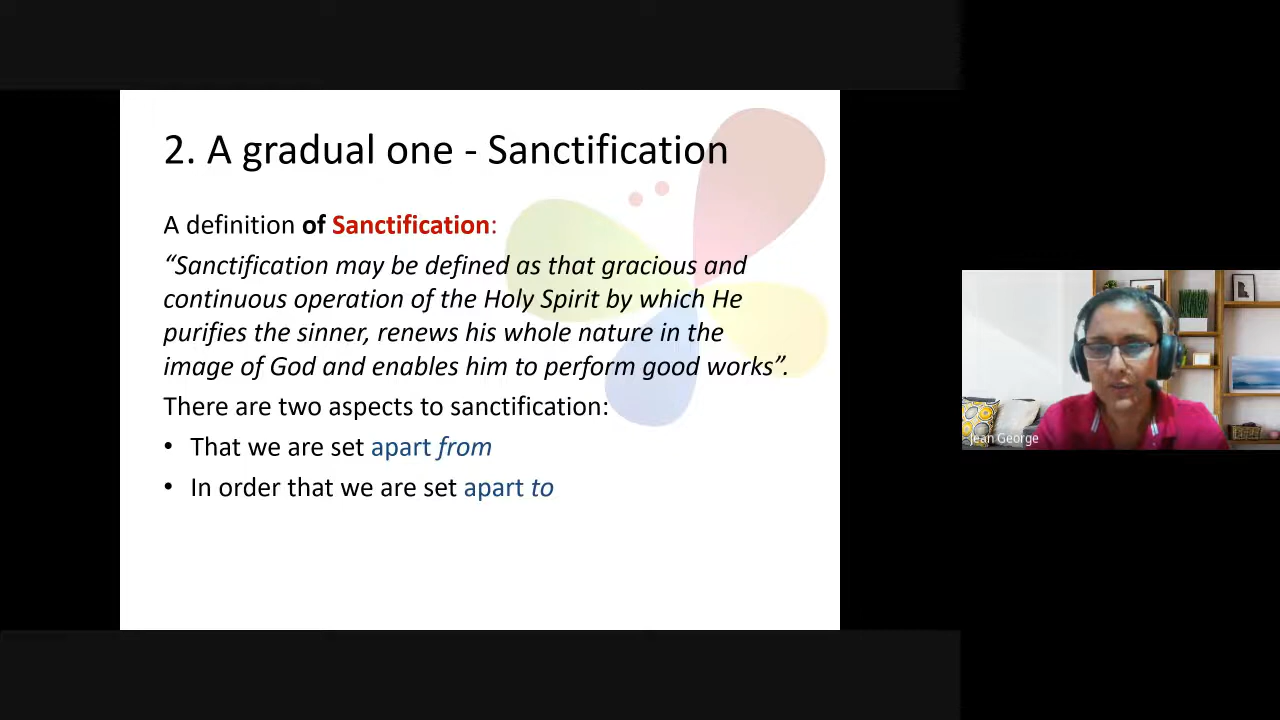 2. A gradual one - Sanctification
A definition of Sanctification:
“Sanctification may be defined as that gracious and
continuous operation of the Holy Spirit by which He
purifies the sinner, renews his whole nature in the
image of God and enables him to perform good works”.
There are two aspects to sanctification:
• That we are set apart from
• In order that we are set apart to
Jean George